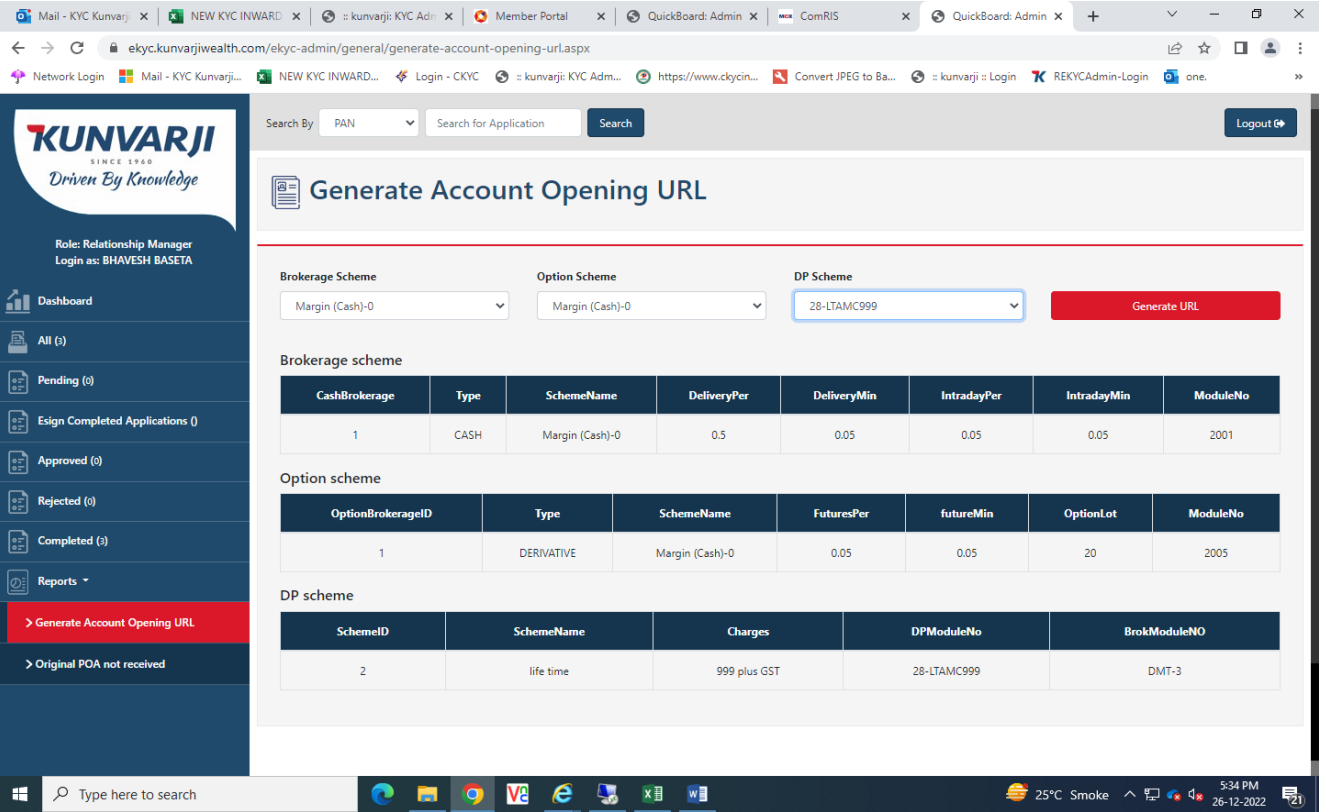 Mail - KYC Kunvarji
NEW KYC INWARD
:: kunvarji: KYC Adm
Member Portal
QuickBoard: Admin
MCX ComRIS
QuickBoard: Admin
ekyc.kunvarjiwealth.com/ekyc-admin/general/generate-account-opening-url.aspx
Network Login
Mail - KYC Kunvarji...
NEW KYC INWARD...
Login - CKYC
:: kunvarji: KYC Adm...
https://www.ckycin...
Convert JPEG to Ba...
:: kunvarji :: Login
REKYCAdmin-Login
one.
KUNVARJI
SINCE 1960
Driven By Knowledge
Role: Relationship Manager
Login as: BHAVESH BASETA
Dashboard
All (3)
Pending (0)
Esign Completed Applications ()
Approved (0)
Rejected (0)
Completed (3)
Reports
Generate Account Opening URL
Original POA not received
Search By PAN Search for Application Search Logout
Generate Account Opening URL
Brokerage Scheme Option Scheme DP Scheme
Margin (Cash)-0 Margin (Cash)-0 28-LTAMC999 Generate URL
Brokerage scheme
CashBrokerage Type SchemeName DeliveryPer DeliveryMin IntradayPer IntradayMin ModuleNo
1 CASH Margin (Cash)-0 0.5 0.05 0.05 0.05 2001
Option scheme
OptionBrokerageID Type SchemeName FuturesPer futureMin OptionLot ModuleNo
1 DERIVATIVE Margin (Cash)-0 0.05 0.05 20 2005
DP scheme
SchemeID SchemeName Charges DPModuleNo BrokModuleNO
2 life time 999 plus GST 28-LTAMC999 DMT-3
Type here to search
25°C Smoke
5:34 PM
26-12-2022
21